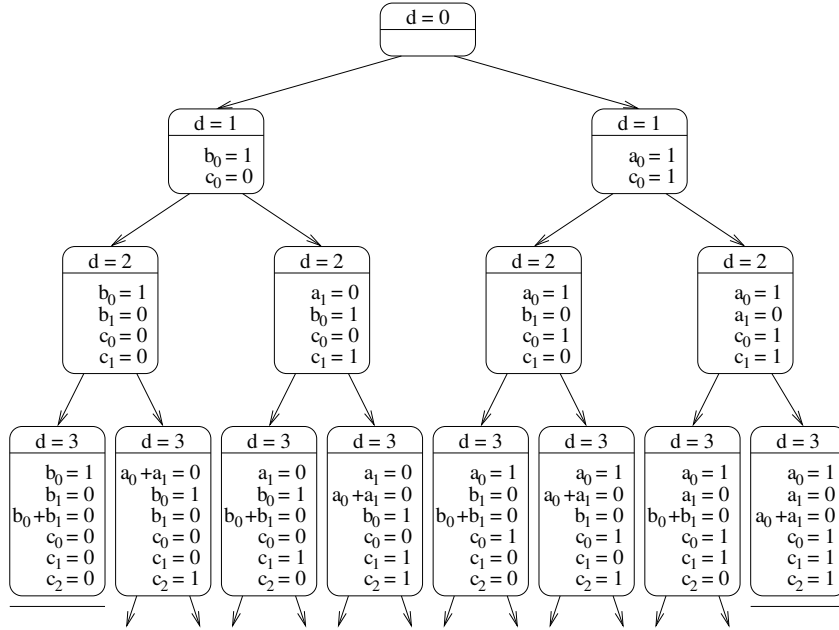 d = 0
d = 1
b₀ = 1
c₀ = 0
d = 1
a₀ = 1
c₀ = 1
d = 2
b₀ = 1
b₁ = 0
c₀ = 0
c₁ = 0
d = 2
a₁ = 0
b₀ = 1
c₀ = 0
c₁ = 1
d = 2
a₀ = 1
b₁ = 0
c₀ = 1
c₁ = 0
d = 2
a₀ = 1
a₁ = 0
c₀ = 1
c₁ = 1
d = 3
b₀ = 1
b₁ = 0
b₀ + b₁ = 0
c₀ = 0
c₁ = 0
c₂ = 0
d = 3
a₀ + a₁ = 0
b₀ = 1
b₁ = 0
c₀ = 0
c₁ = 0
c₂ = 1
d = 3
a₁ = 0
b₀ = 1
b₀ + b₁ = 0
c₀ = 0
c₁ = 1
c₂ = 0
d = 3
a₁ = 0
a₀ + a₁ = 0
b₀ = 1
c₀ = 0
c₁ = 1
c₂ = 1
d = 3
a₀ = 1
b₁ = 0
b₀ + b₁ = 0
c₀ = 1
c₁ = 0
c₂ = 0
d = 3
a₀ = 1
a₀ + a₁ = 0
b₁ = 0
c₀ = 1
c₁ = 0
c₂ = 1
d = 3
a₀ = 1
a₁ = 0
b₀ + b₁ = 0
c₀ = 1
c₁ = 1
c₂ = 0
d = 3
a₀ = 1
a₁ = 0
a₀ + a₁ = 0
c₀ = 1
c₁ = 1
c₂ = 1